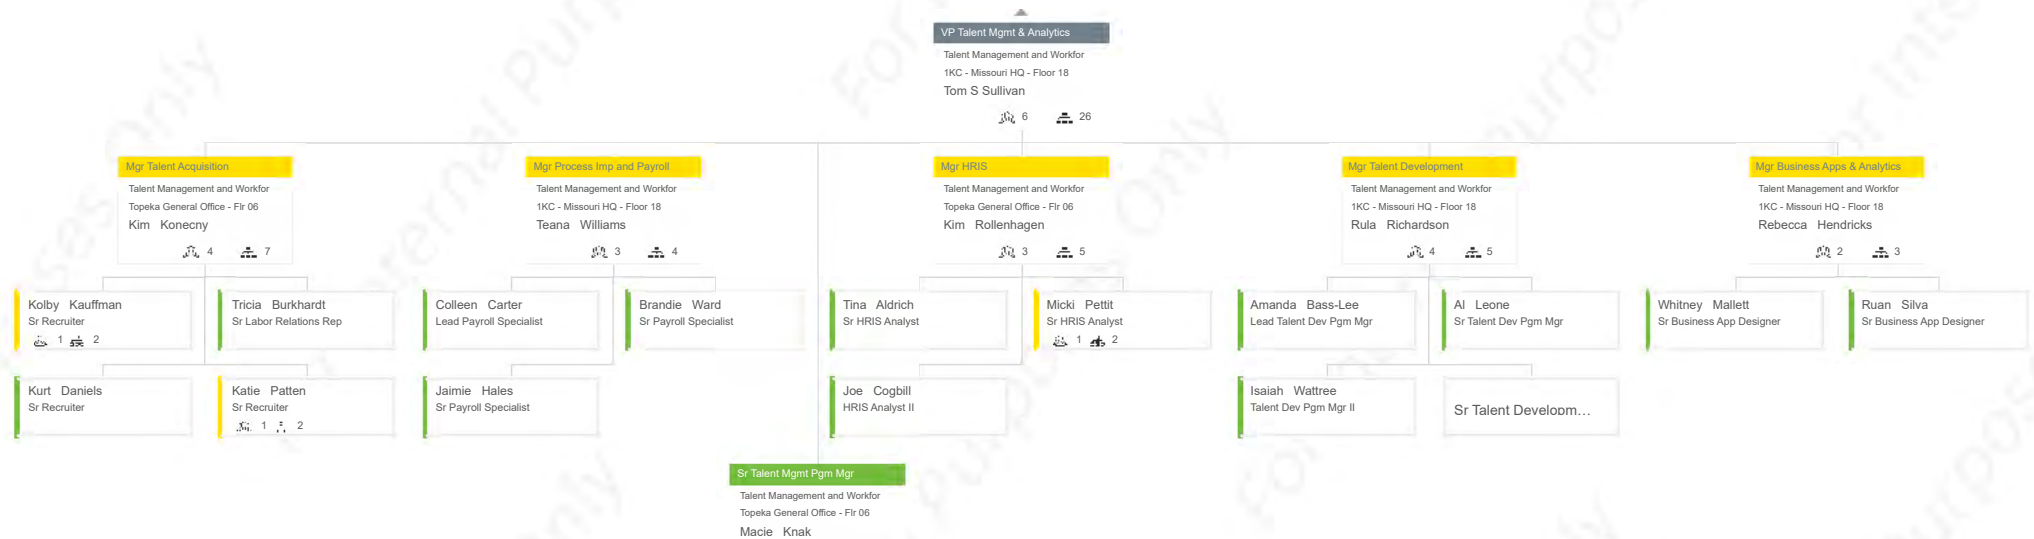 VP Talent Mgmt & Analytics
Talent Management and Workfor
1KC - Missouri HQ - Floor 18
Tom S Sullivan
6 26
Mgr Talent Acquisition
Talent Management and Workfor
Topeka General Office - Flr 06
Kim Konecny
4 7
Mgr Process Imp and Payroll
Talent Management and Workfor
1KC - Missouri HQ - Floor 18
Teana Williams
3 4
Mgr HRIS
Talent Management and Workfor
Topeka General Office - Flr 06
Kim Rollenhagen
3 5
Mgr Talent Development
Talent Management and Workfor
1KC - Missouri HQ - Floor 18
Rula Richardson
4 5
Mgr Business Apps & Analytics
Talent Management and Workfor
1KC - Missouri HQ - Floor 18
Rebecca Hendricks
2 3
Kolby Kauffman
Sr Recruiter
1 2
Tricia Burkhardt
Sr Labor Relations Rep
Colleen Carter
Lead Payroll Specialist
Brandie Ward
Sr Payroll Specialist
Tina Aldrich
Sr HRIS Analyst
Micki Pettit
Sr HRIS Analyst
1 2
Amanda Bass-Lee
Lead Talent Dev Pgm Mgr
Al Leone
Sr Talent Dev Pgm Mgr
Whitney Mallett
Sr Business App Designer
Ruan Silva
Sr Business App Designer
Kurt Daniels
Sr Recruiter
Katie Patten
Sr Recruiter
1 2
Jaimie Hales
Sr Payroll Specialist
Joe Cogbill
HRIS Analyst II
Isaiah Wattree
Talent Dev Pgm Mgr II
Sr Talent Developm…
Sr Talent Mgmt Pgm Mgr
Talent Management and Workfor
Topeka General Office - Flr 06
Macie Knak